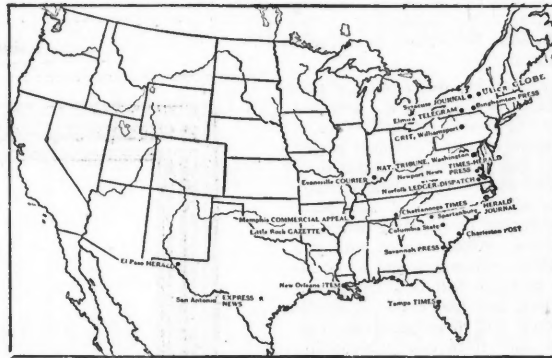 Syracuse JOURNAL
Utica GLOBE
Elmira TELEGRAM
Binghamton PRESS
GRIT, Williamsport
NAT. TRIBUNE, Washington
Evansville COURIER
Newport News TIMES-HERALD
PRESS
Norfolk LEDGER-DISPATCH
Chattanooga TIMES
Spartanburg HERALD
JOURNAL
Memphis COMMERCIAL APPEAL
Little Rock GAZETTE
Columbia State
Charleston POST
Savannah PRESS
El Paso HERALD
San Antonio EXPRESS
NEWS
New Orleans ITEM
Tampa TIMES